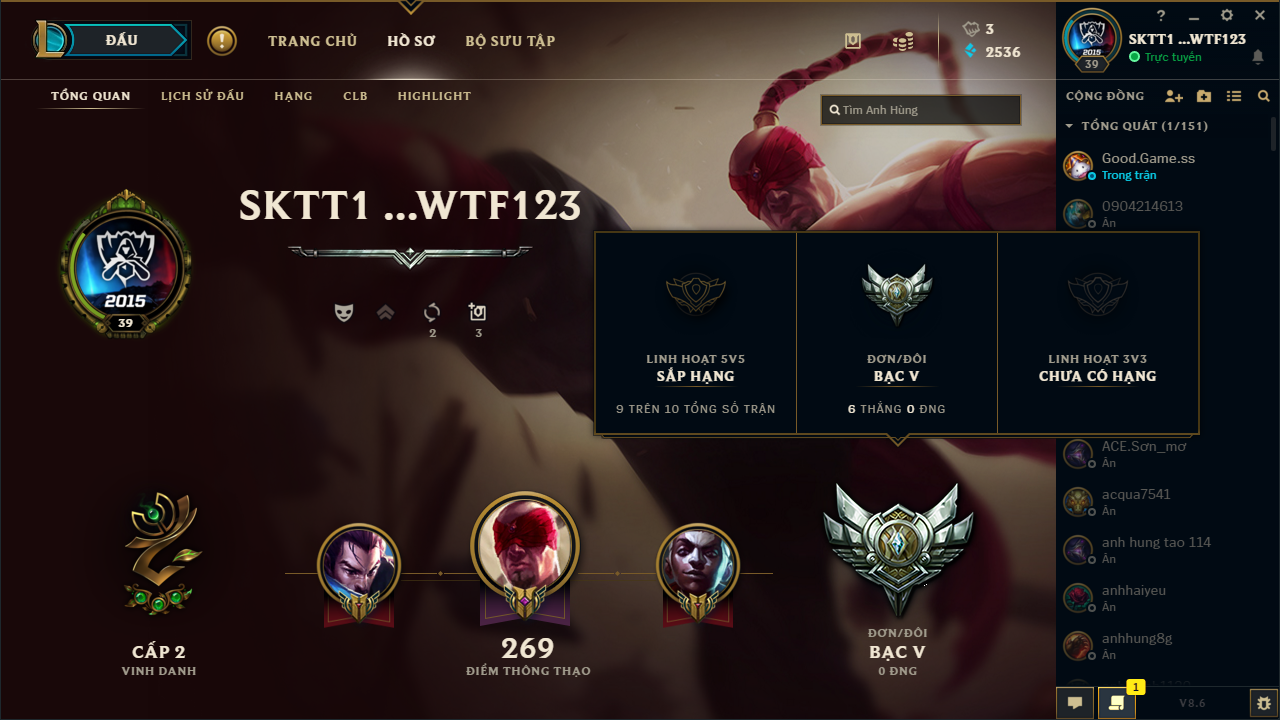 ĐẤU
TRANG CHỦ
HỒ SƠ
BỘ SƯU TẬP
3
2536
?
SKTT1 ...WTF123
Trực tuyến
2015
39
TỔNG QUAN
LỊCH SỬ ĐẤU
HẠNG
CLB
HIGHLIGHT
Tìm Anh Hùng
CỘNG ĐỒNG
TỔNG QUÁT (1/151)
Good.Game.ss
Trong trận
0904214613
Ẩn
SKTT1 ...WTF123
2015
39
2
3
LINH HOẠT 5V5
SẮP HẠNG
9 TRÊN 10 TỔNG SỐ TRẬN
ĐƠN/ĐÔI
BẠC V
6 THẮNG 0 ĐNG
LINH HOẠT 3V3
CHƯA CÓ HẠNG
ACE.Sơn_mơ
Ẩn
acqua7541
Ẩn
anh hung tao 114
Ẩn
anhhaiyeu
Ẩn
anhhung8g
Ẩn
CẤP 2
VINH DANH
269
ĐIỂM THÔNG THẠO
ĐƠN/ĐÔI
BẠC V
0 ĐNG
1
V8.6